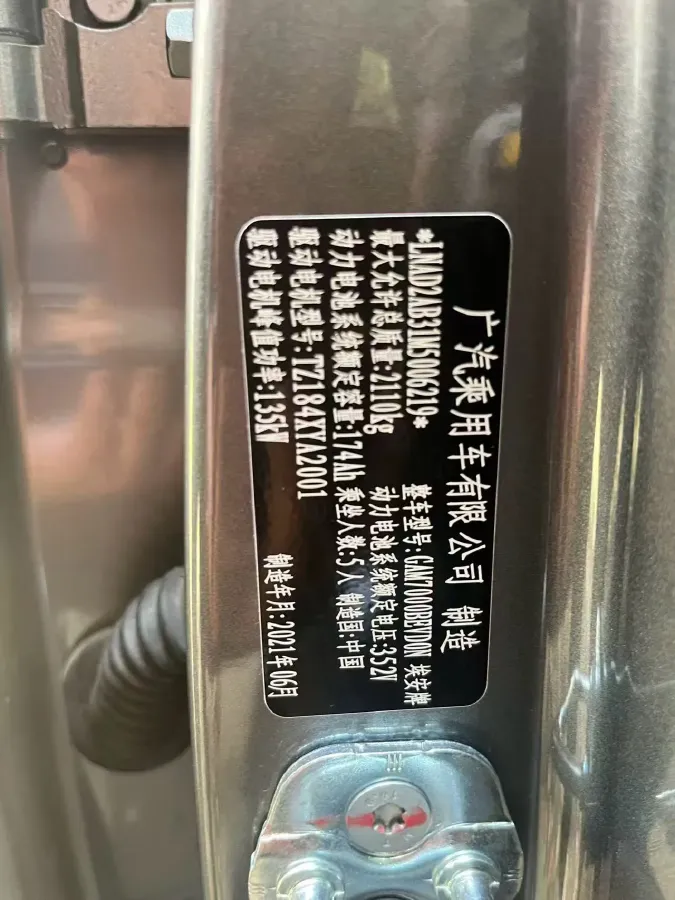 广汽乘用车有限公司 制造
*LNAD2AB31M5006219* 整车型号:GAM7000BEVD0N 埃安牌
最大允许总质量:2110kg 动力电池系统额定电压:352V
动力电池系统额定容量:174Ah 乘坐人数:5人 制造国:中国
驱动电机型号:TZ184XYA2001
驱动电机峰值功率:135kW 制造年月:2021年06月